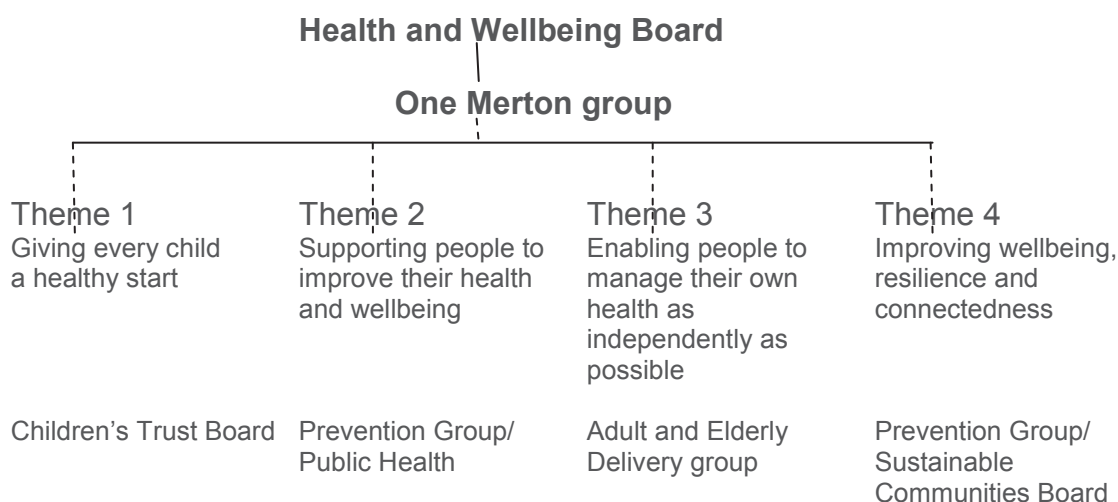 Health and Wellbeing Board
One Merton group
Theme 1
Giving every child
a healthy start
Children’s Trust Board
Theme 2
Supporting people to
improve their health
and wellbeing
Prevention Group/
Public Health
Theme 3
Enabling people to
manage their own
health as
independently as
possible
Adult and Elderly
Delivery group
Theme 4
Improving wellbeing,
resilience and
connectedness
Prevention Group/
Sustainable
Communities Board